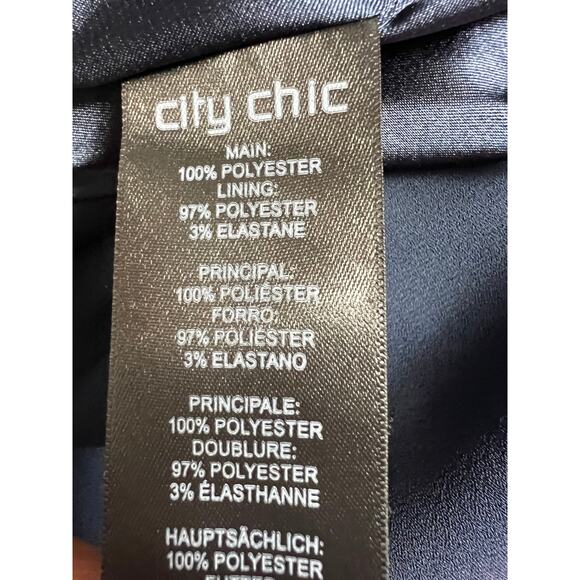 city chic
MAIN:
100% POLYESTER
LINING:
97% POLYESTER
3% ELASTANE
PRINCIPAL:
100% POLIÉSTER
FORRO:
97% POLIÉSTER
3% ELASTANO
PRINCIPALE:
100% POLYESTER
DOUBLURE:
97% POLYESTER
3% ÉLASTHANNE
HAUPTSÄCHLICH:
100% POLYESTER